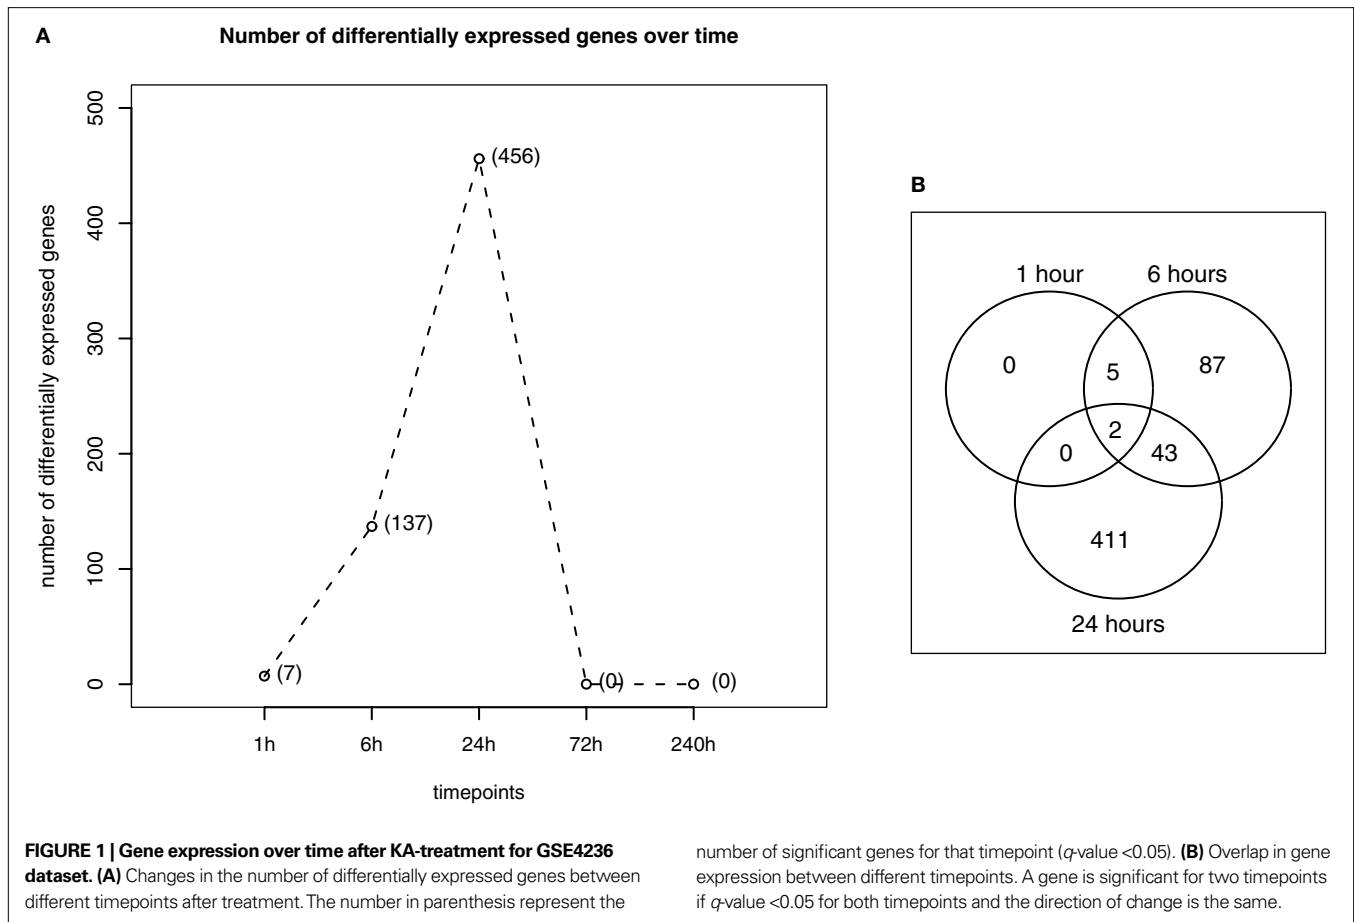 A
Number of differentially expressed genes over time
number of differentially expressed genes
500
400
300
200
100
0
(7)
(137)
(456)
(0)
(0)
1h
6h
24h
72h
240h
timepoints
B
1 hour
6 hours
0
5
87
2
0
43
411
24 hours
FIGURE 1 | Gene expression over time after KA-treatment for GSE4236
dataset. (A) Changes in the number of differentially expressed genes between
different timepoints after treatment. The number in parenthesis represent the
number of significant genes for that timepoint (q-value <0.05). (B) Overlap in gene
expression between different timepoints. A gene is significant for two timepoints
if q-value <0.05 for both timepoints and the direction of change is the same.